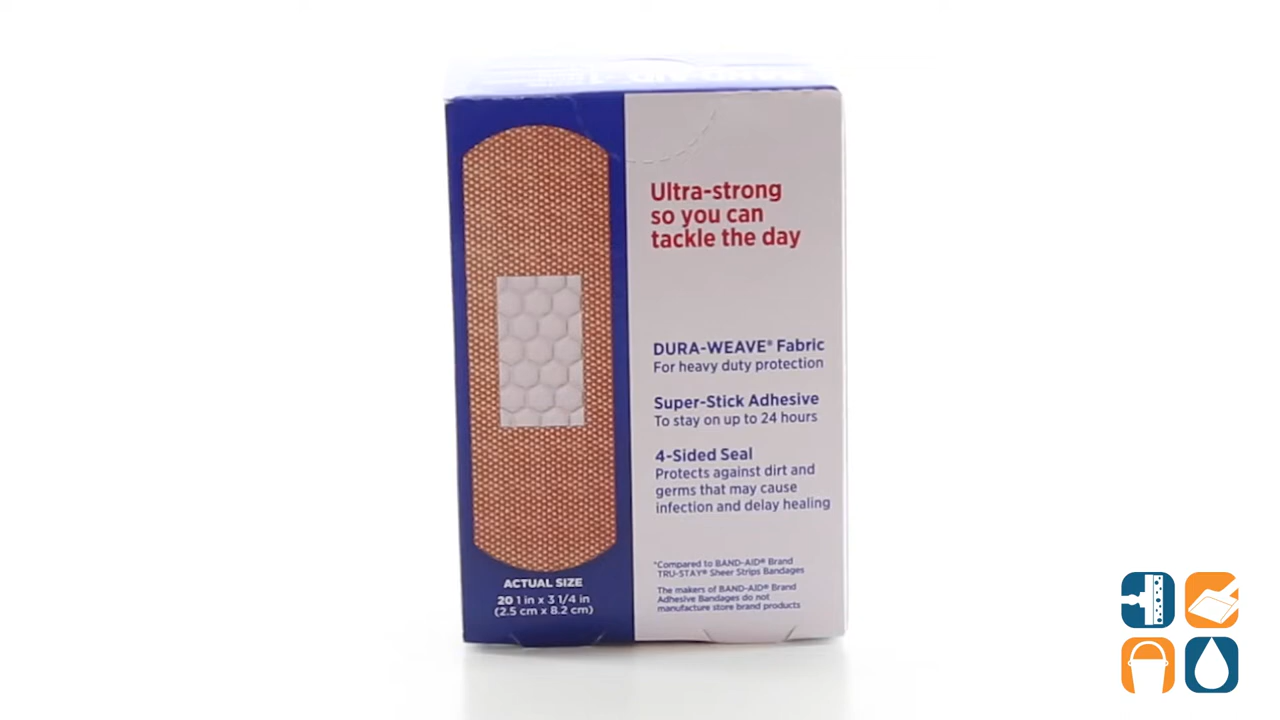 Ultra-strong
so you can
tackle the day
DURA-WEAVE® Fabric
For heavy duty protection
Super-Stick Adhesive
To stay on up to 24 hours
4-Sided Seal
Protects against dirt and
germs that may cause
infection and delay healing
*Compared to BAND-AID® Brand
TRU-STAY® Sheer Strips Bandages
The makers of BAND-AID® Brand
Adhesive Bandages do not
manufacture store brand products
ACTUAL SIZE
20 1 in x 3 1/4 in
(2.5 cm x 8.2 cm)